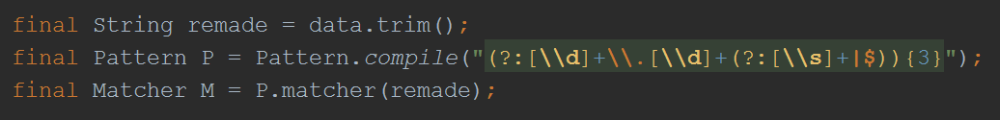 final String remade = data.trim();
final Pattern P = Pattern.compile("(?:[\\d]+\\.[\\d]+(?:[\\s]+|$)){3}");
final Matcher M = P.matcher(remade);